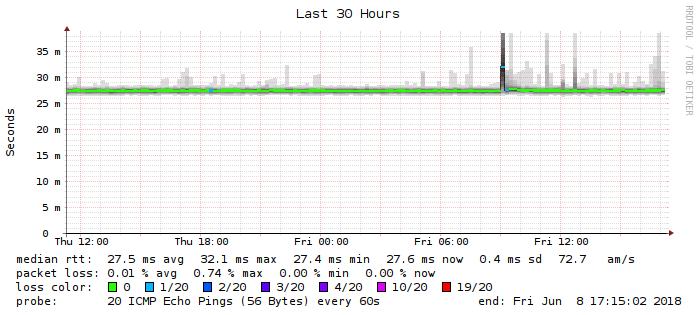 Last 30 Hours
RRDTOOL / TOBI OETIKER
Seconds
35 m
30 m
25 m
20 m
15 m
10 m
5 m
0
Thu 12:00 Thu 18:00 Fri 00:00 Fri 06:00 Fri 12:00
median rtt: 27.5 ms avg 32.1 ms max 27.4 ms min 27.6 ms now 0.4 ms sd 72.7 am/s
packet loss: 0.01 % avg 0.74 % max 0.00 % min 0.00 % now
loss color: 0 1/20 2/20 3/20 4/20 10/20 19/20
probe: 20 ICMP Echo Pings (56 Bytes) every 60s end: Fri Jun 8 17:15:02 2018